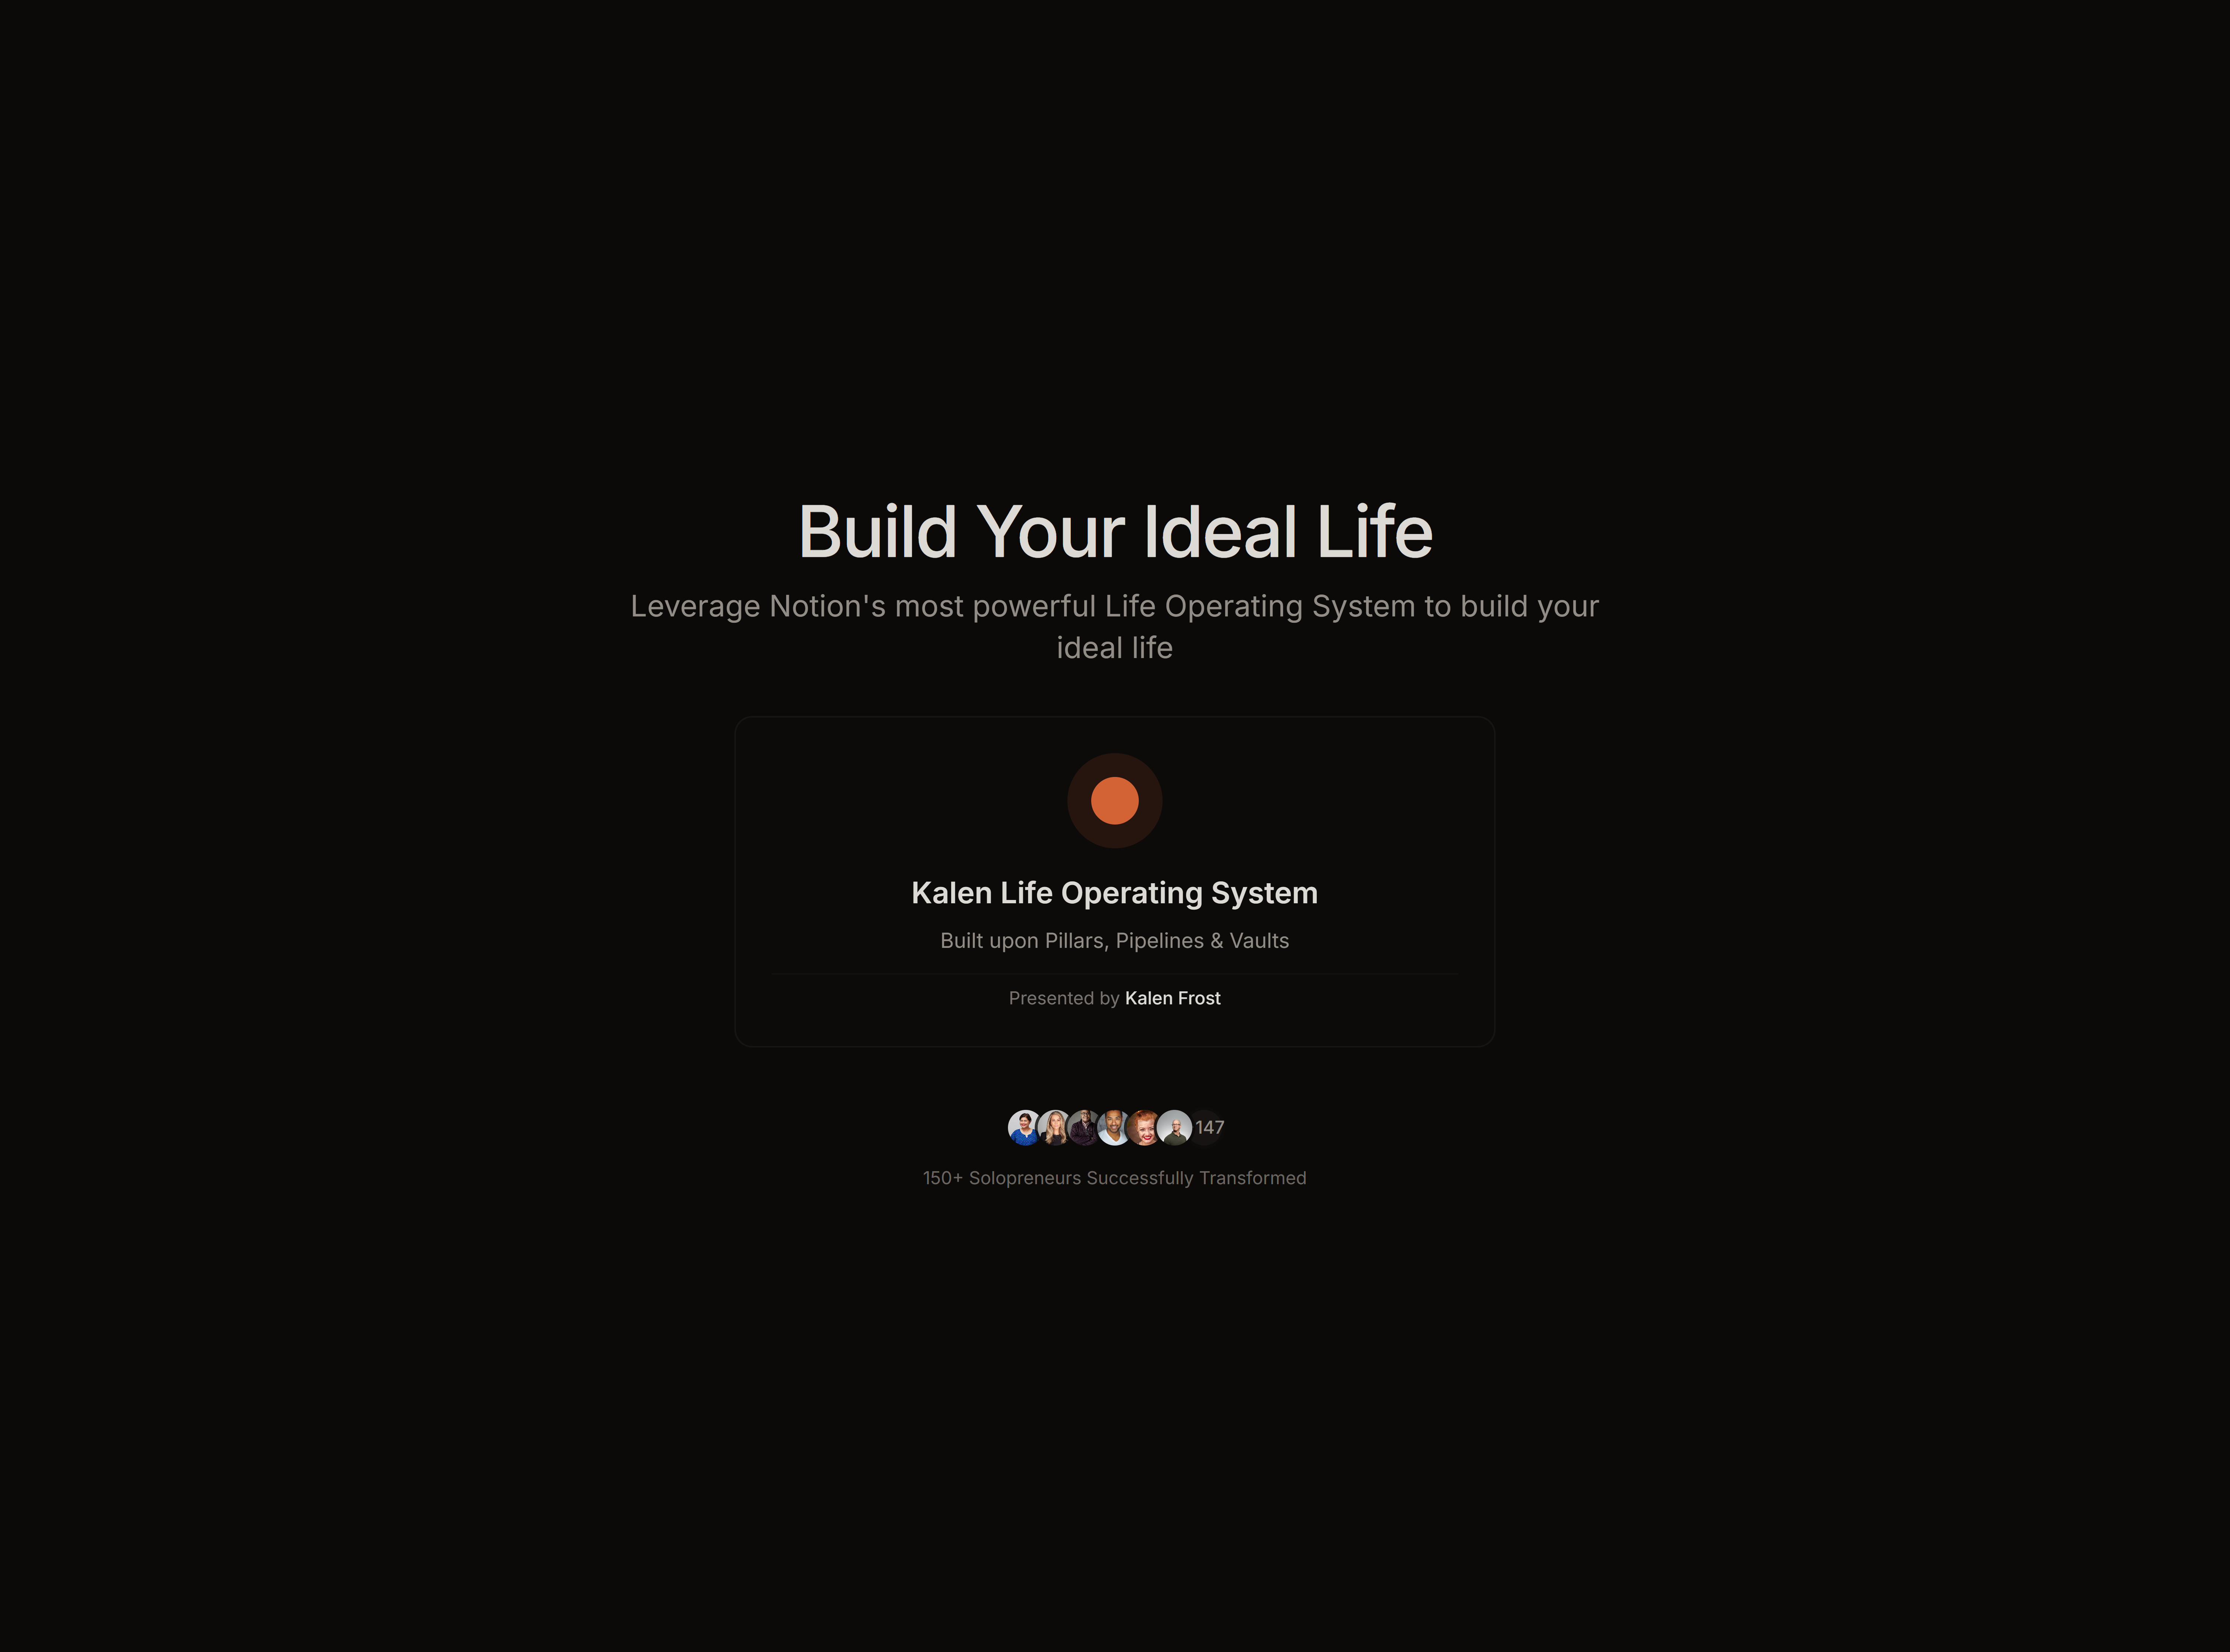 Build Your Ideal Life
Leverage Notion's most powerful Life Operating System to build your
ideal life
Kalen Life Operating System
Built upon Pillars, Pipelines & Vaults
Presented by Kalen Frost
147
150+ Solopreneurs Successfully Transformed